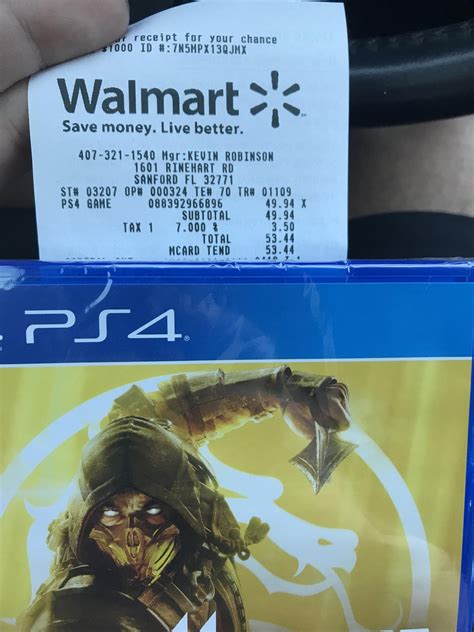 receipt for your chance
$1000 ID #:7N5MPX13QJMX
Walmart
Save money. Live better.
407-321-1540 Mgr:KEVIN ROBINSON
1601 RINEHART RD
SANFORD FL 32771
ST# 03207 OP# 000324 TE# 70 TR# 01109
PS4 GAME 088392966896 49.94 X
SUBTOTAL 49.94
TAX 1 7.000 % 3.50
TOTAL 53.44
MCARD TEND 53.44
PS4